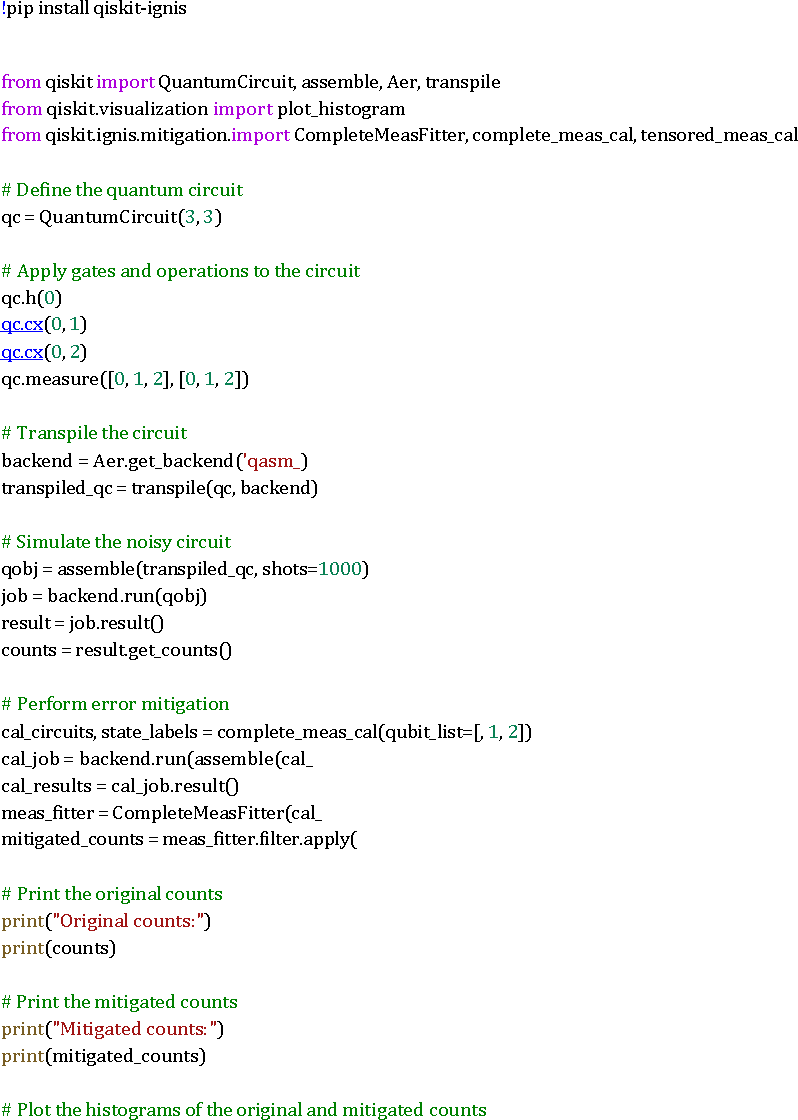 !pip install qiskit-ignis
from qiskit import QuantumCircuit, assemble, Aer, transpile
from qiskit.visualization import plot_histogram
from qiskit.ignis.mitigation.import CompleteMeasFitter, complete_meas_cal, tensored_meas_cal
# Define the quantum circuit
qc = QuantumCircuit(3, 3)
# Apply gates and operations to the circuit
qc.h(0)
qc.cx(0, 1)
qc.cx(0, 2)
qc.measure([0, 1, 2], [0, 1, 2])
# Transpile the circuit
backend = Aer.get_backend('qasm_)
transpiled_qc = transpile(qc, backend)
# Simulate the noisy circuit
qobj = assemble(transpiled_qc, shots=1000)
job = backend.run(qobj)
result = job.result()
counts = result.get_counts()
# Perform error mitigation
cal_circuits, state_labels = complete_meas_cal(qubit_list=[, 1, 2])
cal_job = backend.run(assemble(cal_
cal_results = cal_job.result()
meas_fitter = CompleteMeasFitter(cal_
mitigated_counts = meas_fitter.filter.apply(
# Print the original counts
print("Original counts:")
print(counts)
# Print the mitigated counts
print("Mitigated counts:")
print(mitigated_counts)
# Plot the histograms of the original and mitigated counts